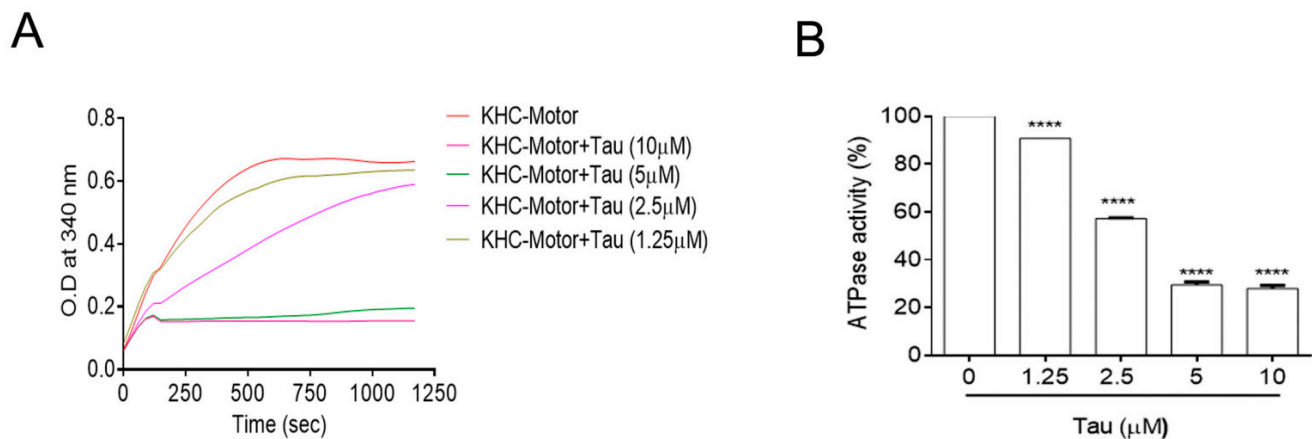 A
B
0.8
0.6
0.4
0.2
0.0
O.D at 340 nm
0 250 500 750 1000 1250
Time (sec)
KHC-Motor
KHC-Motor+Tau (10μM)
KHC-Motor+Tau (5μM)
KHC-Motor+Tau (2.5μM)
KHC-Motor+Tau (1.25μM)
100
80
60
40
20
0
ATPase activity (%)
****
****
**** ****
0 1.25 2.5 5 10
Tau (μM)